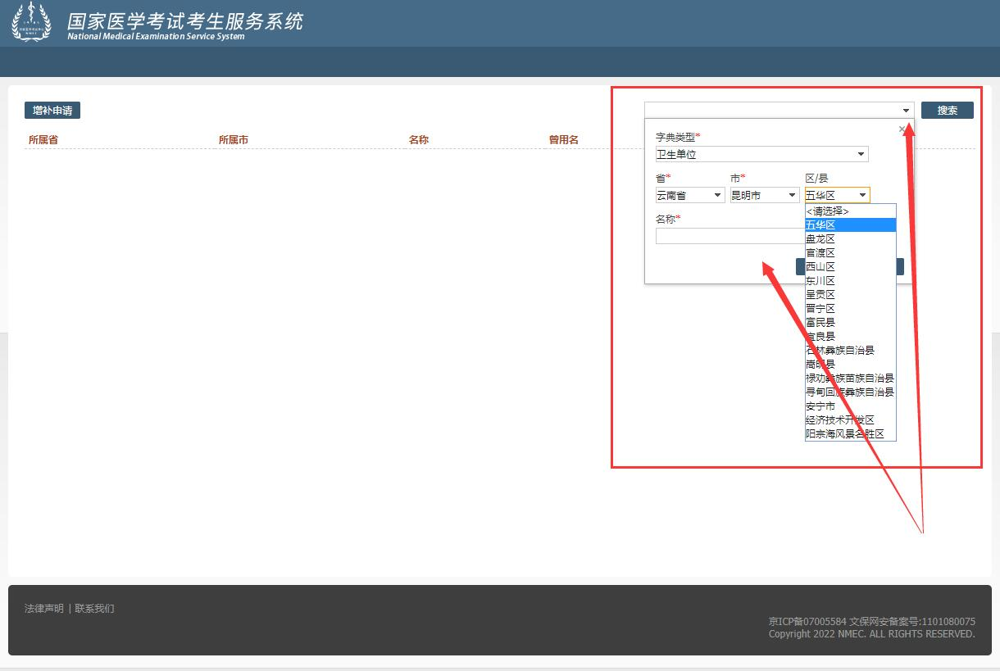 国家医学考试考生服务系统
National Medical Examination Service System
增补申请
搜索
所属省 所属市 名称 曾用名
字典类型*
卫生单位
省* 市* 区/县
云南省 昆明市 五华区
名称*
<请选择>
五华区
盘龙区
官渡区
西山区
东川区
呈贡区
晋宁区
富民县
宜良县
石林彝族自治县
嵩明县
禄劝彝族苗族自治县
寻甸回族彝族自治县
安宁市
经济技术开发区
阳宗海风景名胜区
法律声明 | 联系我们
京ICP备07005584 文保网安备案号:1101080075
Copyright 2022 NMEC. ALL RIGHTS RESERVED.